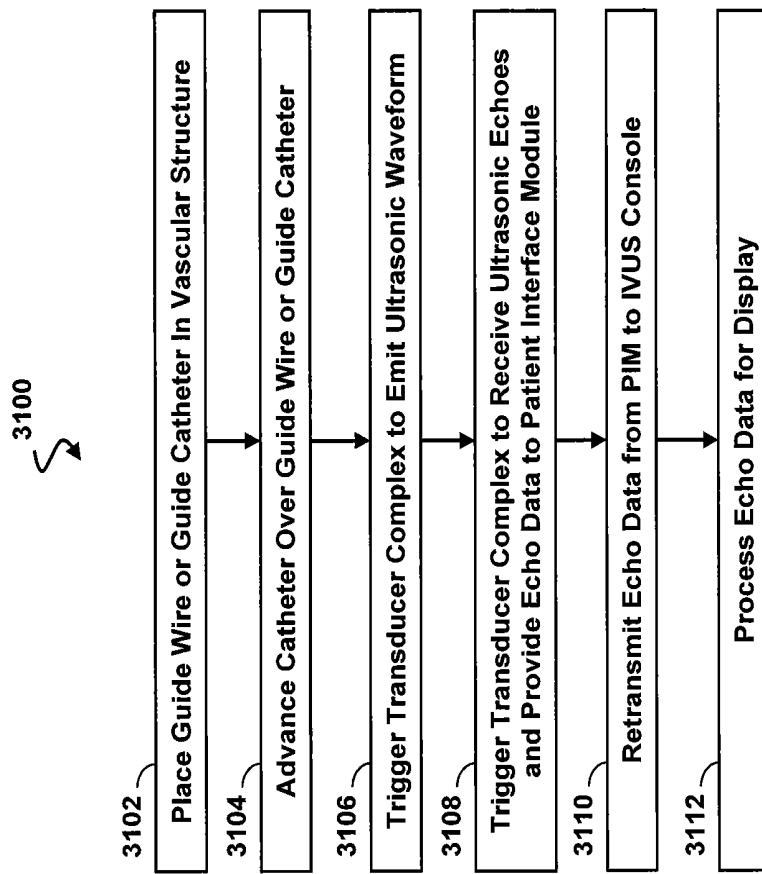 3100
3102
Place Guide Wire or Guide Catheter In Vascular Structure
3104
Advance Catheter Over Guide Wire or Guide Catheter
3106
Trigger Transducer Complex to Emit Ultrasonic Waveform
3108
Trigger Transducer Complex to Receive Ultrasonic Echoes
and Provide Echo Data to Patient Interface Module
3110
Retransmit Echo Data from PIM to IVUS Console
3112
Process Echo Data for Display